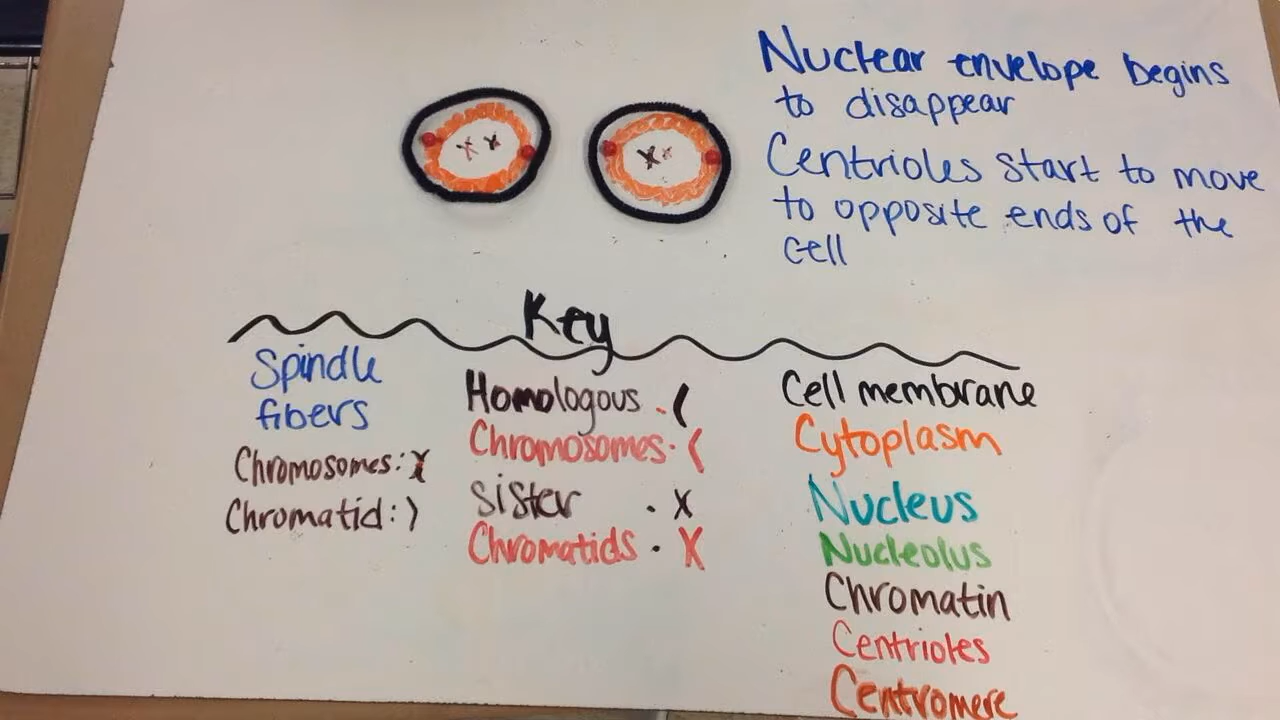 Nuclear envelope begins
to disappear
Centrioles start to move
to opposite ends of the
cell
Key
Spindle
fibers
Chromosomes:
Chromatid:
Homologous
Chromosomes
Sister
Chromatids
Cell membrane
Cytoplasm
Nucleus
Nucleolus
Chromatin
Centrioles
Centromere